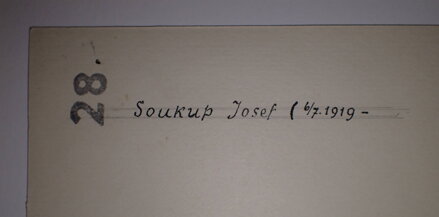 28.
Soukup Josef ( 6/7.1919 -